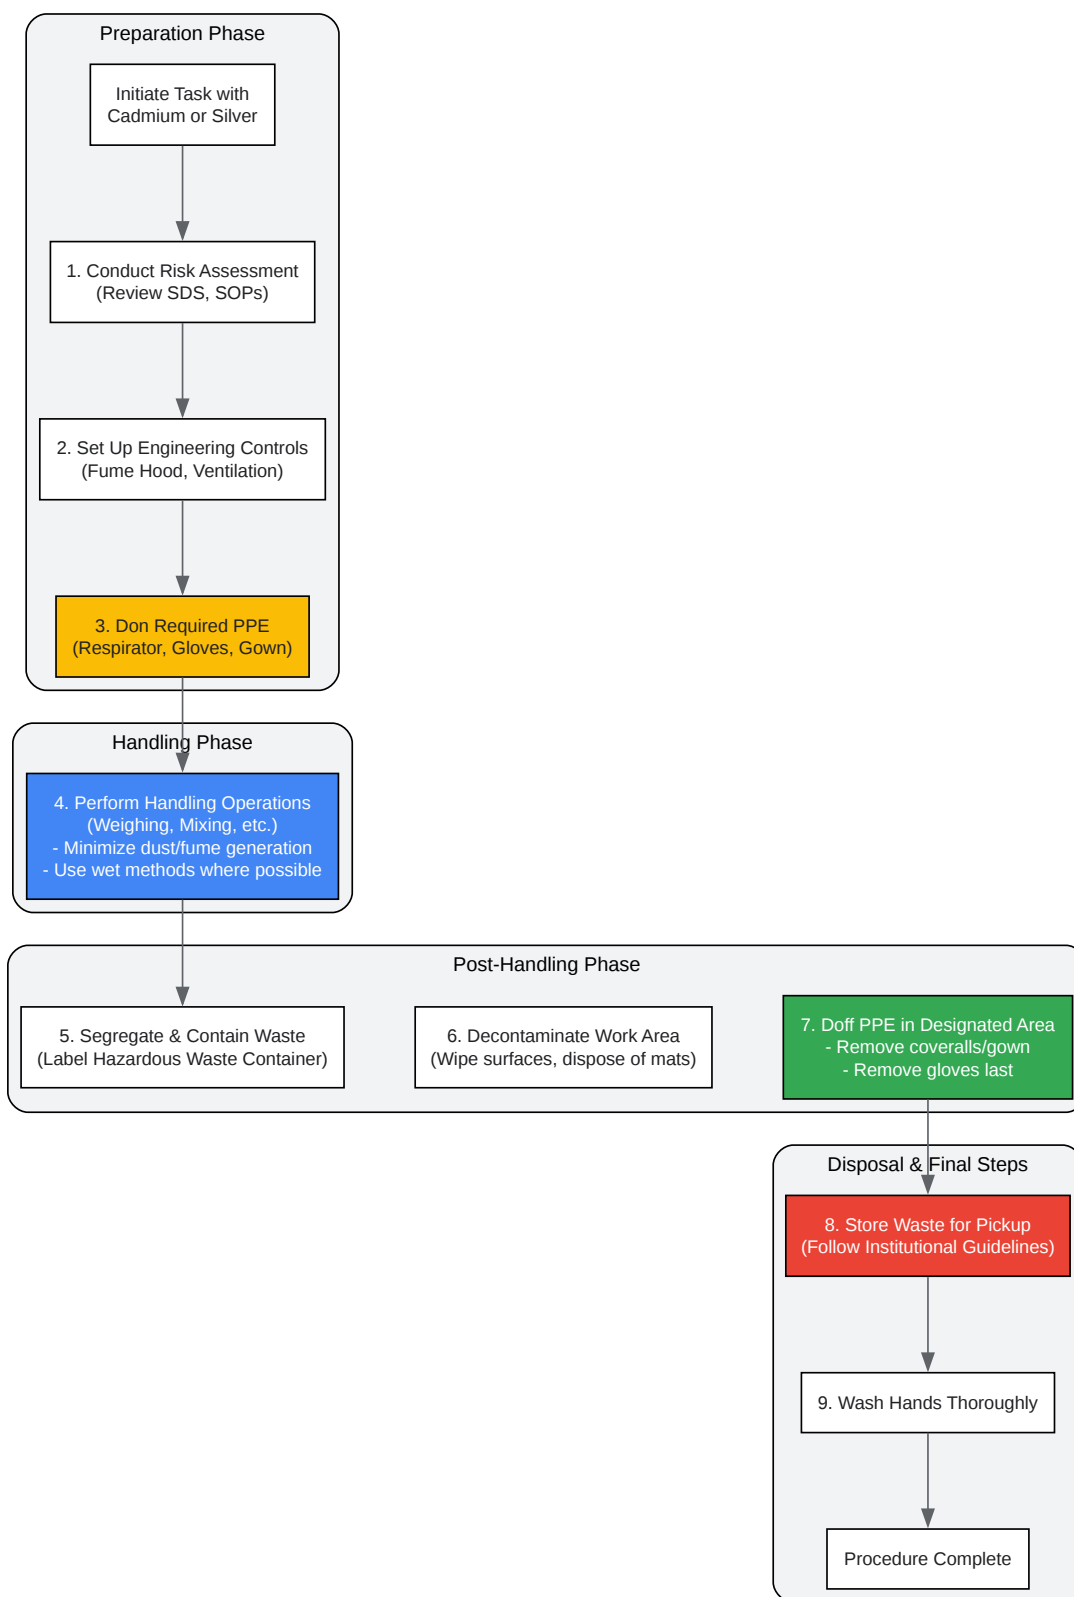 Preparation Phase
Initiate Task with
Cadmium or Silver
1. Conduct Risk Assessment
(Review SDS, SOPs)
2. Set Up Engineering Controls
(Fume Hood, Ventilation)
3. Don Required PPE
(Respirator, Gloves, Gown)
Handling Phase
4. Perform Handling Operations
(Weighing, Mixing, etc.)
- Minimize dust/fume generation
- Use wet methods where possible
Post-Handling Phase
5. Segregate & Contain Waste
(Label Hazardous Waste Container)
6. Decontaminate Work Area
(Wipe surfaces, dispose of mats)
7. Doff PPE in Designated Area
- Remove coveralls/gown
- Remove gloves last
Disposal & Final Steps
8. Store Waste for Pickup
(Follow Institutional Guidelines)
9. Wash Hands Thoroughly
Procedure Complete